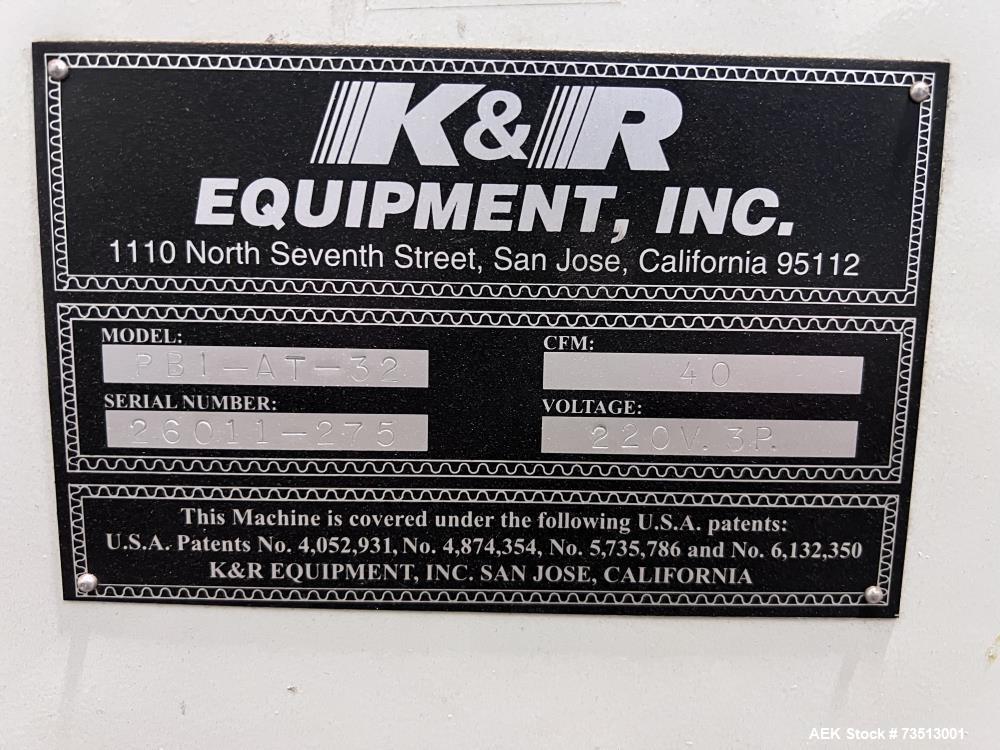 K&R
EQUIPMENT, INC.
1110 North Seventh Street, San Jose, California 95112
MODEL:
PB1-AT-32
SERIAL NUMBER:
26011-275
CFM:
40
VOLTAGE:
220V. 3P.
This Machine is covered under the following U.S.A. patents:
U.S.A. Patents No. 4,052,931, No. 4,874,354, No. 5,735,786 and No. 6,132,350
K&R EQUIPMENT, INC. SAN JOSE, CALIFORNIA
AEK Stock # 73513001